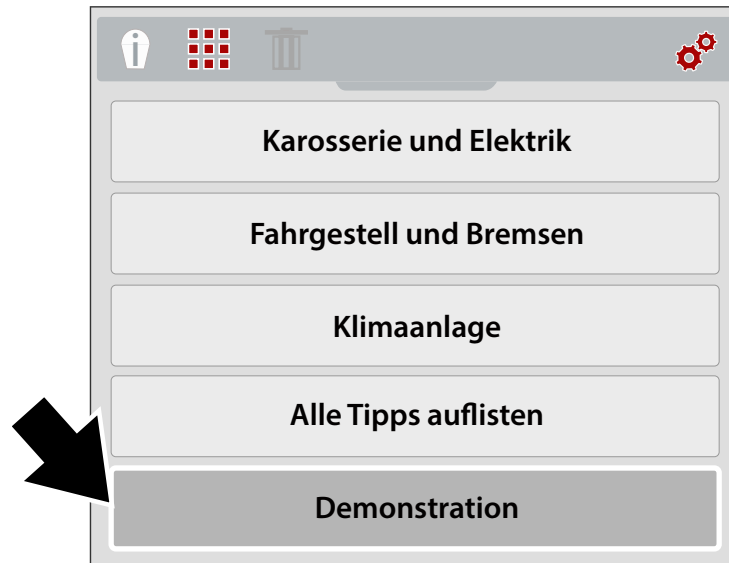 Karosserie und Elektrik
Fahrgestell und Bremsen
Klimaanlage
Alle Tipps auflisten
Demonstration